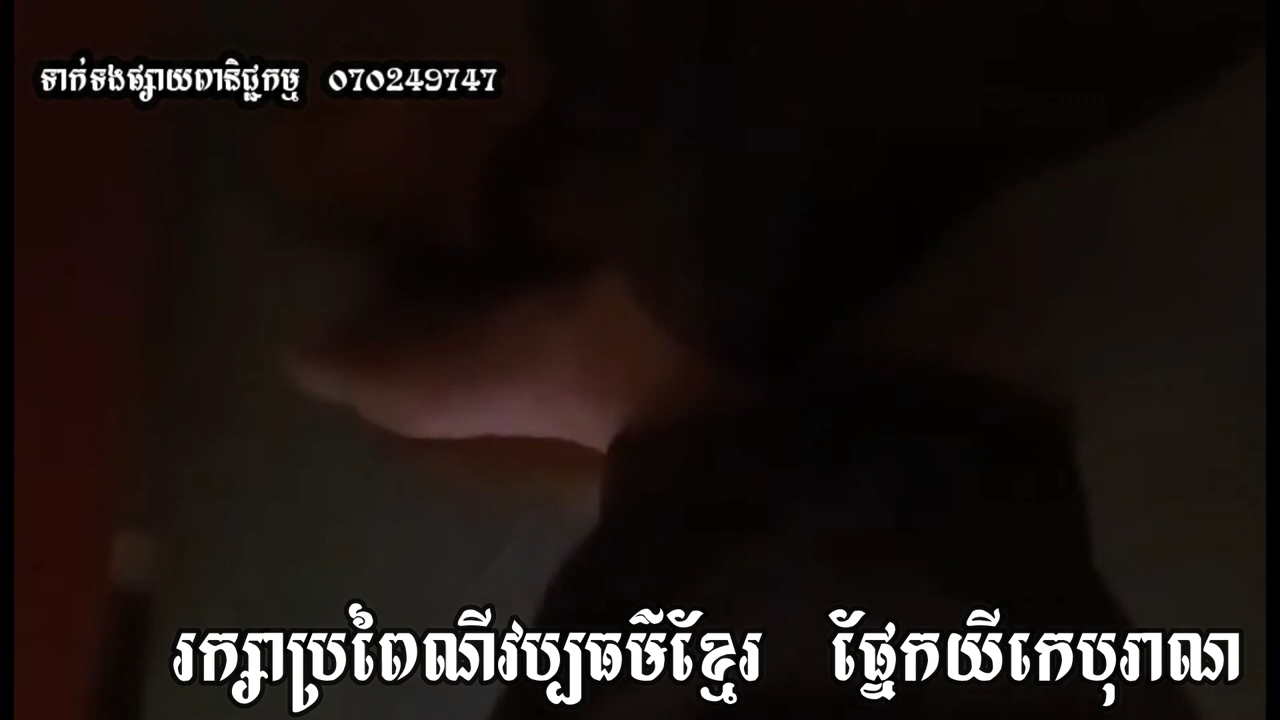 ទាក់ទងផ្សាយពានិជ្ជកម្ម 070249747
រក្សាប្រពៃណីវប្បធម៌ខ្មែរ ផ្នែកយីកេបុរាណ